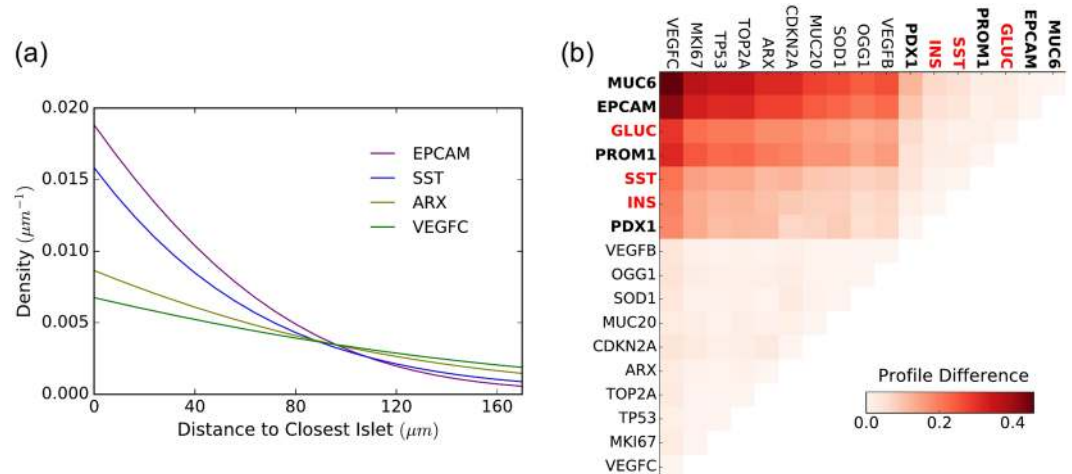 (a)
0.020
0.015
0.010
0.005
0.000
Density (μm⁻¹)
0
40
80
120
160
Distance to Closest Islet (μm)
EPCAM
SST
ARX
VEGFC
(b)
VEGFC
MKI67
TP53
TOP2A
ARX
CDKN2A
MUC20
SOD1
OGG1
VEGFB
PDX1
INS
SST
PROM1
GLUC
EPCAM
MUC6
MUC6
EPCAM
GLUC
PROM1
SST
INS
PDX1
VEGFB
OGG1
SOD1
MUC20
CDKN2A
ARX
TOP2A
TP53
MKI67
VEGFC
Profile Difference
0.0
0.2
0.4